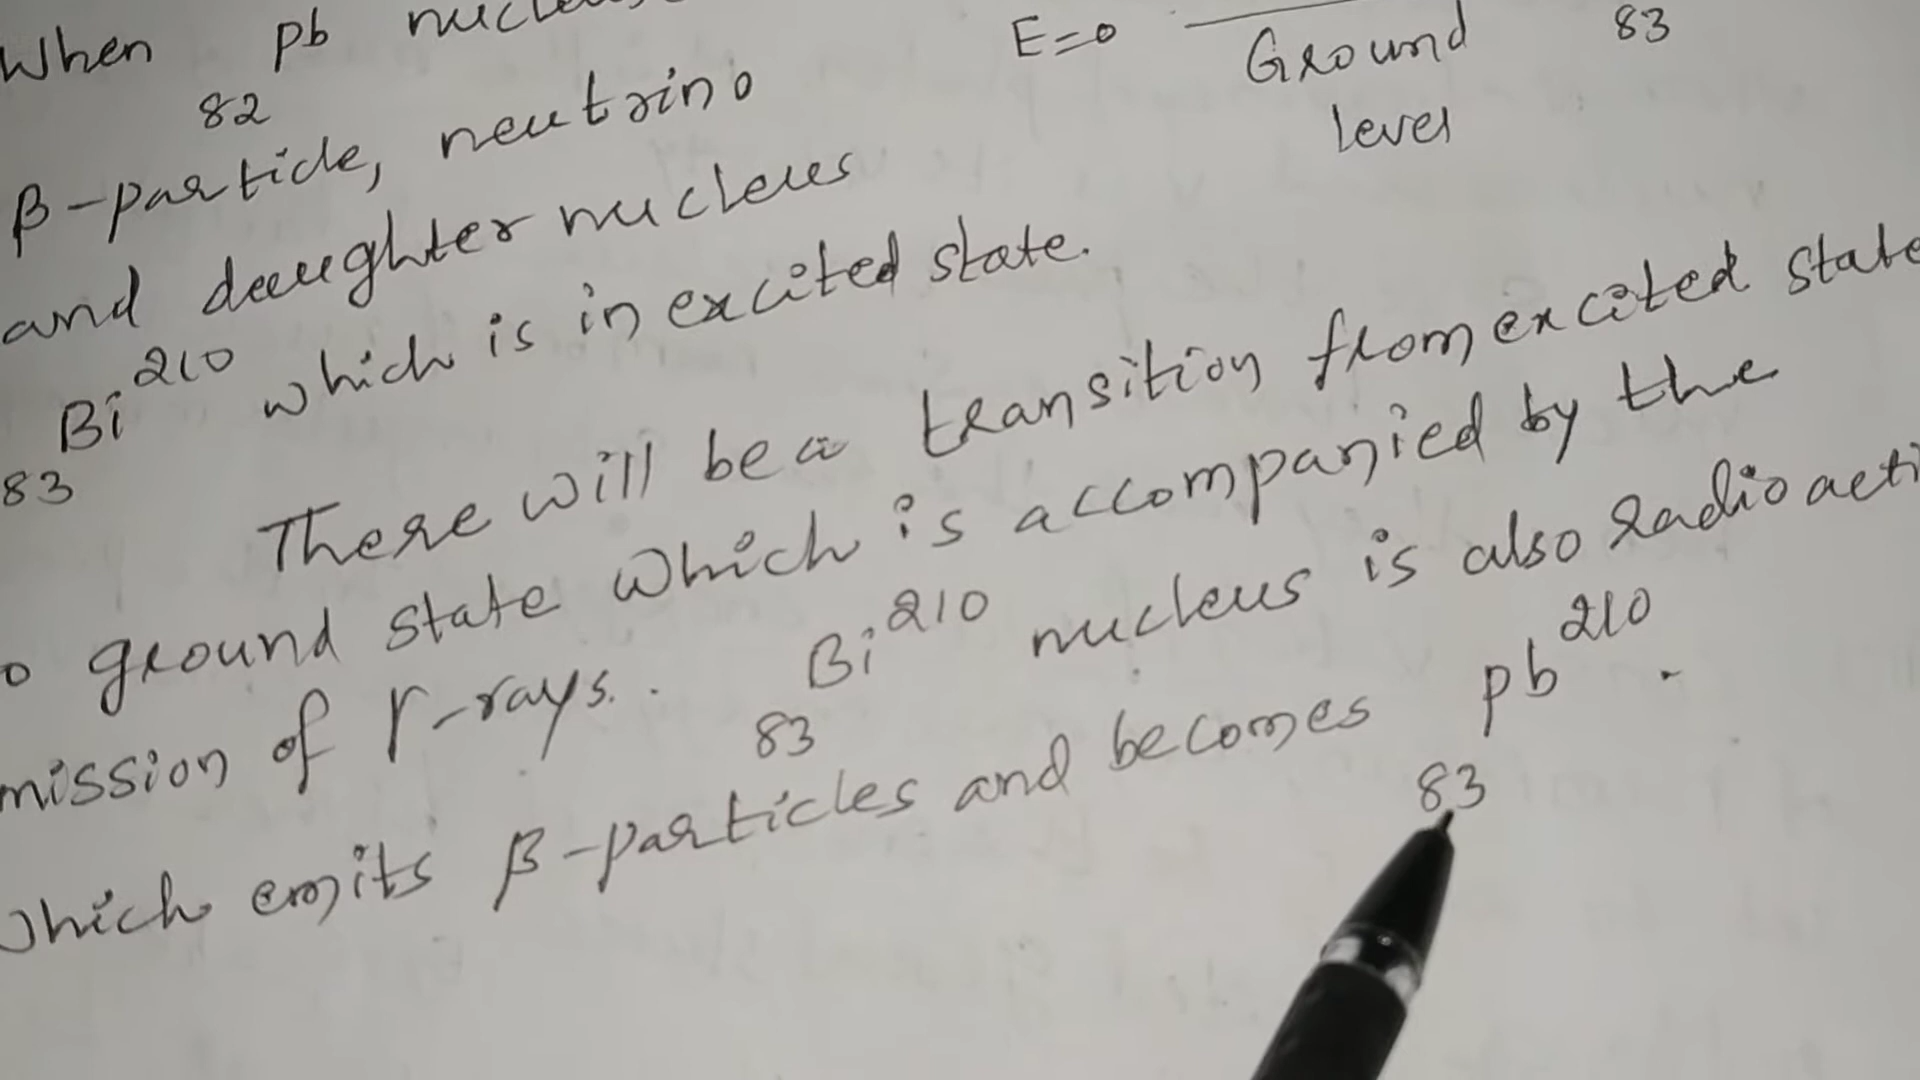 When pb
82
E=0
Ground
level
83
β-particle, neutrino
and daughter nucleus
Bi 210 which is in excited state.
83
There will be a transition from excited state
ground state which is accompanied by the
mission of γ-rays. Bi 210 nucleus is also radio acti
83
which emits β-particles and becomes pb 210.
83